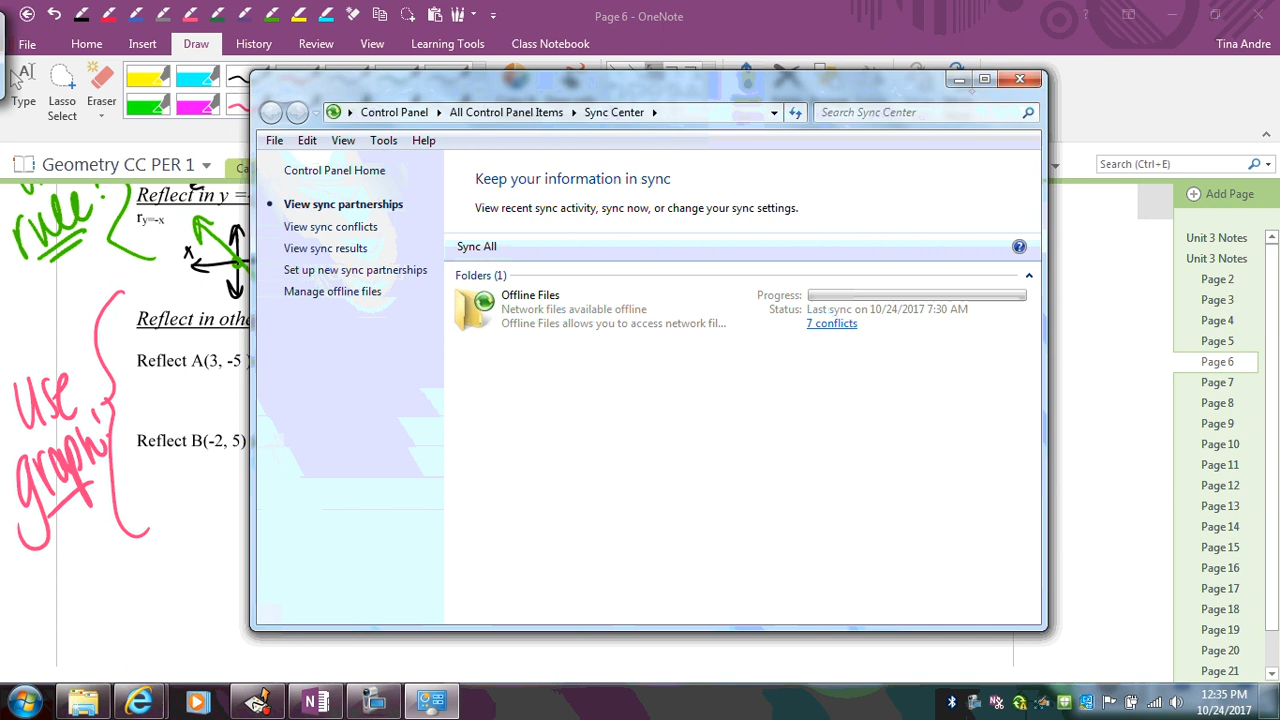 Page 6 - OneNote
File Home Insert Draw History Review View Learning Tools Class Notebook
Tina Andre
Type
Lasso Select
Eraser
Geometry CC PER 1
Search (Ctrl+E)
Control Panel All Control Panel Items Sync Center
Search Sync Center
File Edit View Tools Help
Control Panel Home
View sync partnerships
View sync conflicts
View sync results
Set up new sync partnerships
Manage offline files
Keep your information in sync
View recent sync activity, sync now, or change your sync settings.
Sync All
Folders (1)
Offline Files
Network files available offline
Offline Files allows you to access network fil...
Progress:
Status: Last sync on 10/24/2017 7:30 AM
7 conflicts
rule!
Reflect in y =
r y=-x
x
Reflect in othe
Reflect A(3, -5 )
Reflect B(-2, 5)
use
graph!
Add Page
Unit 3 Notes
Unit 3 Notes
Page 2
Page 3
Page 4
Page 5
Page 6
Page 7
Page 8
Page 9
Page 10
Page 11
Page 12
Page 13
Page 14
Page 15
Page 16
Page 17
Page 18
Page 19
Page 20
Page 21
12:35 PM
10/24/2017